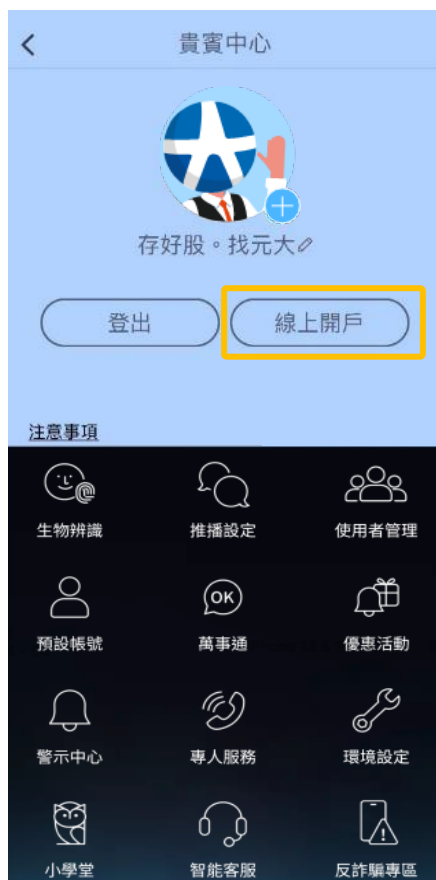 貴賓中心
存好股。找元大
登出
線上開戶
注意事項
生物辨識
推播設定
使用者管理
OK
預設帳號
萬事通
優惠活動
警示中心
專人服務
環境設定
小學堂
智能客服
反詐騙專區